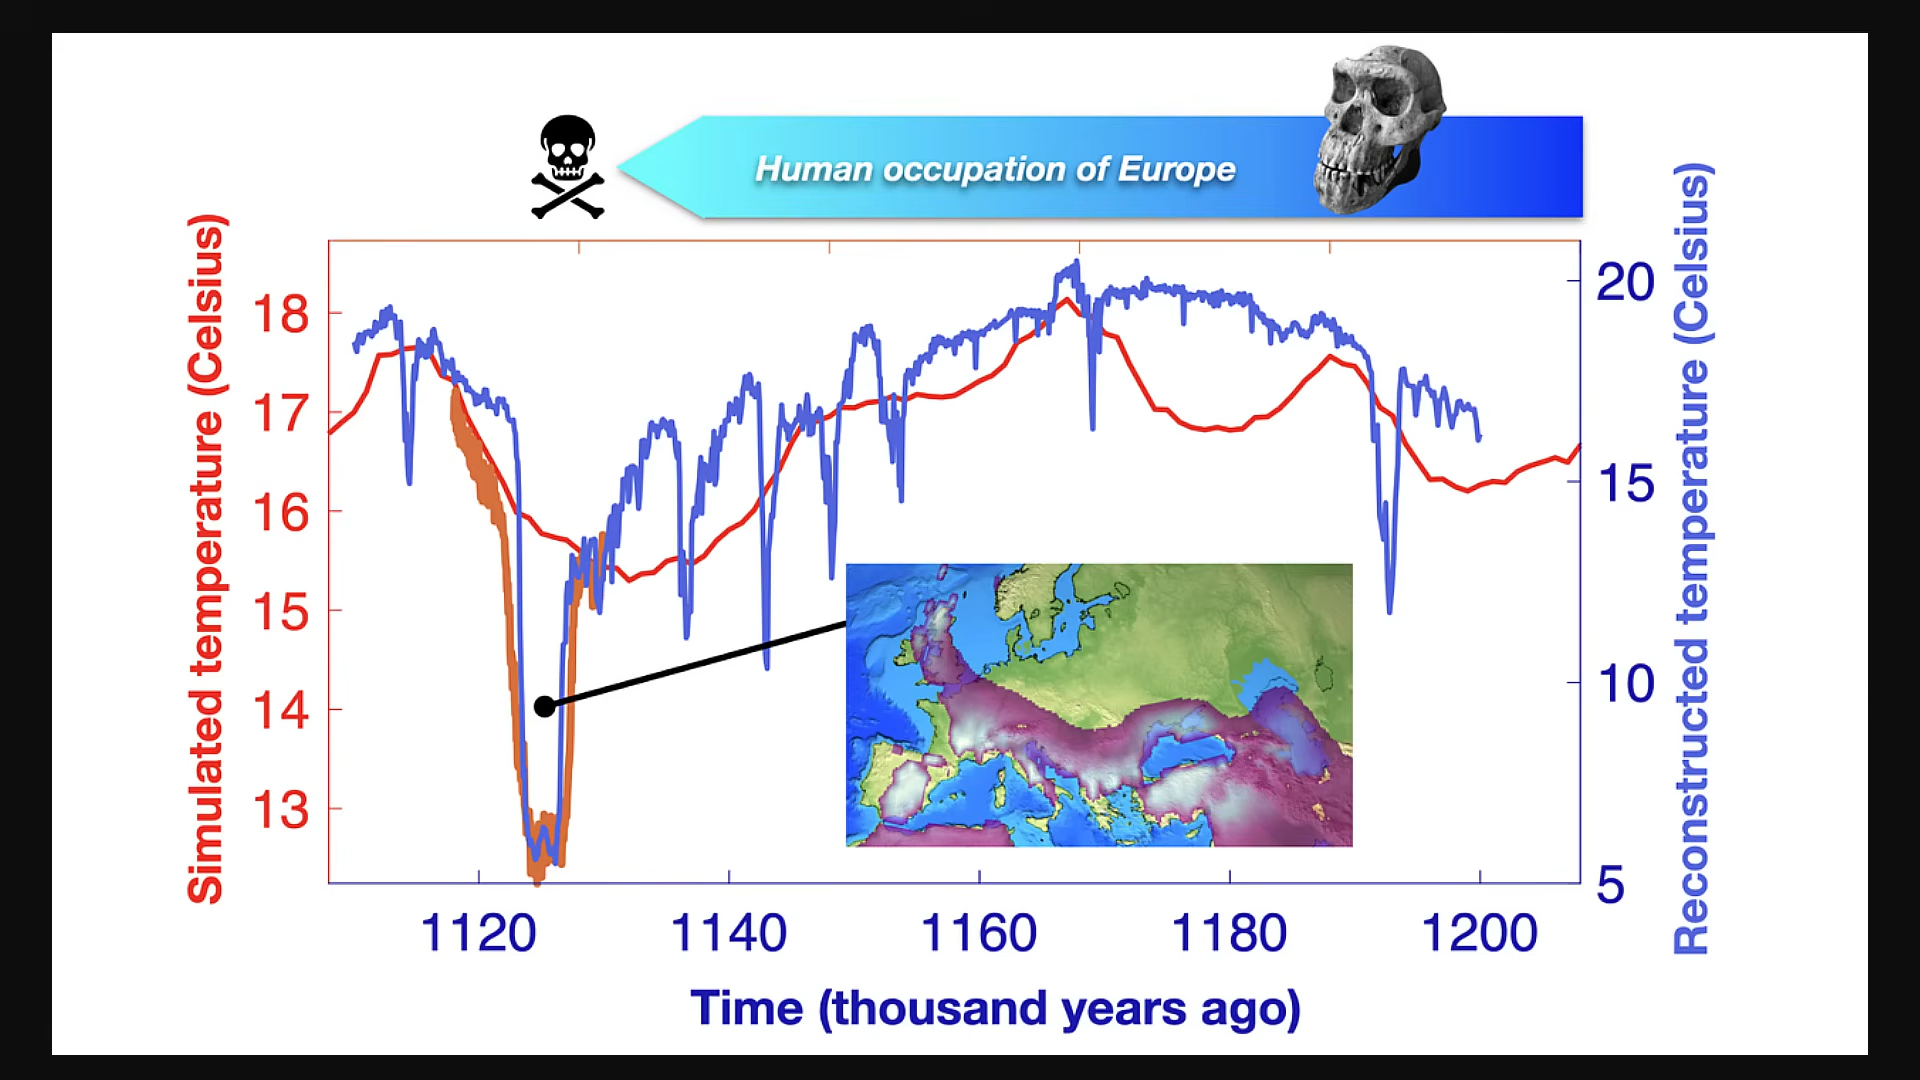 Human occupation of Europe
Simulated temperature (Celsius)
18
17
16
15
14
13
20
15
10
5
Reconstructed temperature (Celsius)
1120 1140 1160 1180 1200
Time (thousand years ago)